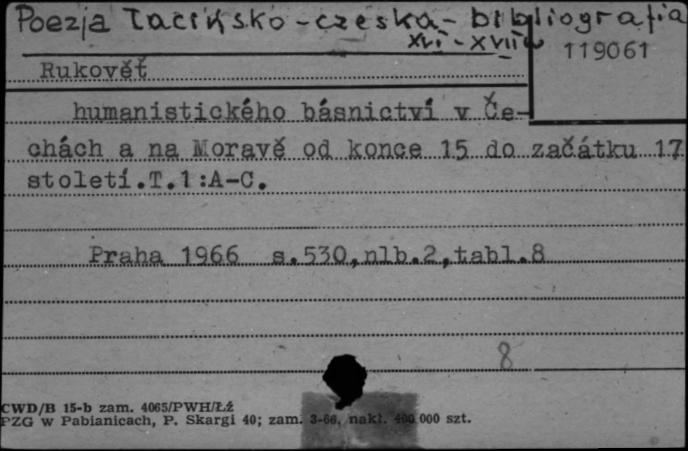 Poezja łacińsko-czeska-bibliografia
XVI-XVII w
119061
Rukovět
humanistického básnictví v Če-
chách a na Moravě od konce 15 do začátku 17
století.T.1:A-C.
Praha 1966 s.530,nlb.2,tabl.8
8
CWD/B 15-b zam. 4065/PWH/Łź
PZG w Pabianicach, P. Skargi 40; zam. 3-66, nakł. 400 000 szt.